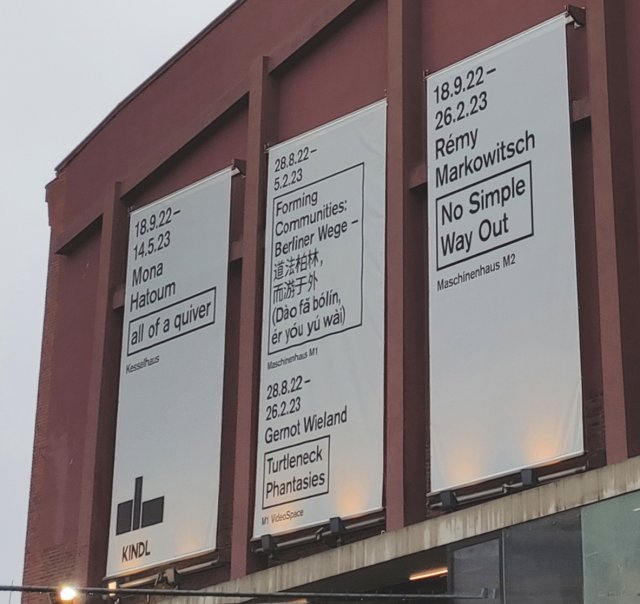 18.9.22–
14.5.23
Mona
Hatoum
all of a quiver
Kesselhaus
KINDL
28.8.22–
5.2.23
Forming
Communities:
Berliner Wege –
道法柏林,
而游于外
(Dào fǎ bólín,
ér yóu yú wài)
Maschinenhaus M1
28.8.22–
26.2.23
Gernot Wieland
Turtleneck
Phantasies
M1 VideoSpace
18.9.22–
26.2.23
Rémy
Markowitsch
No Simple
Way Out
Maschinenhaus M2